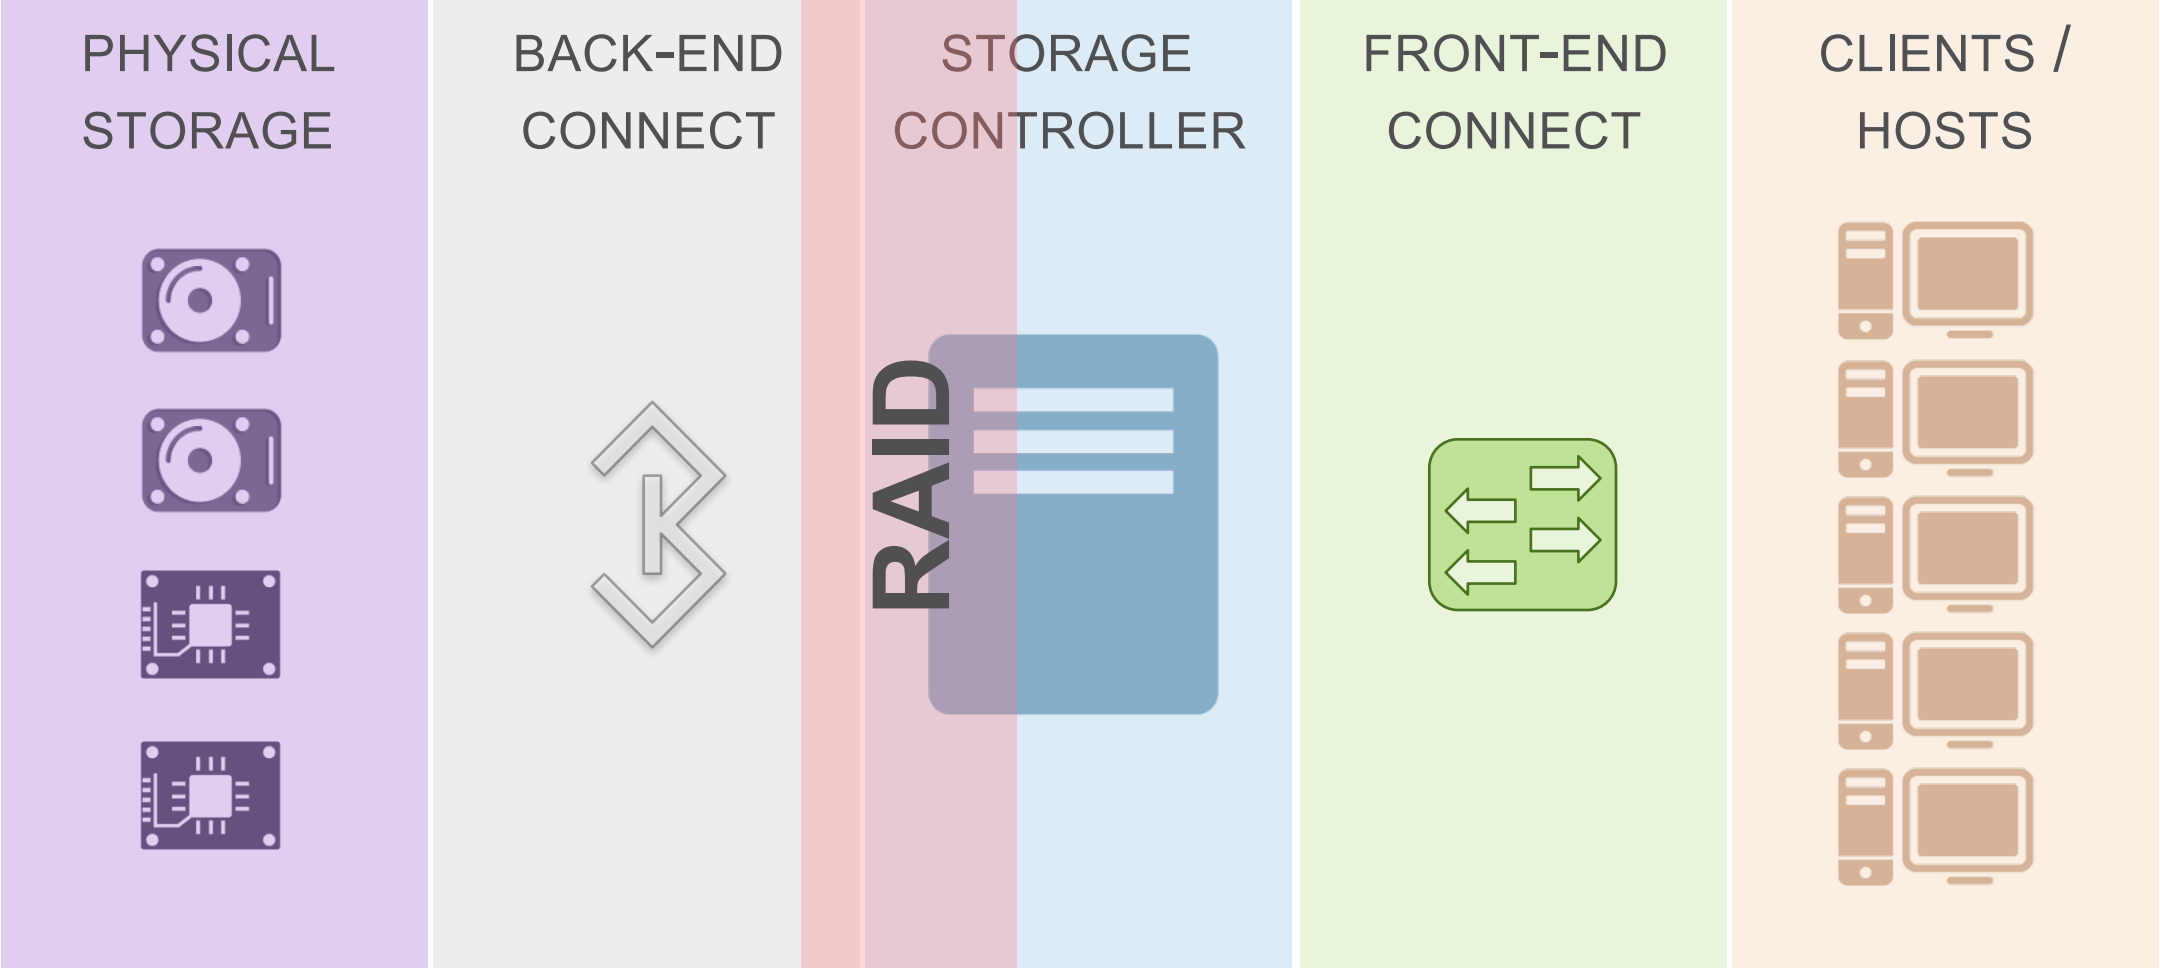 PHYSICAL
STORAGE
BACK-END
CONNECT
STORAGE
CONTROLLER
FRONT-END
CONNECT
CLIENTS /
HOSTS
RAID